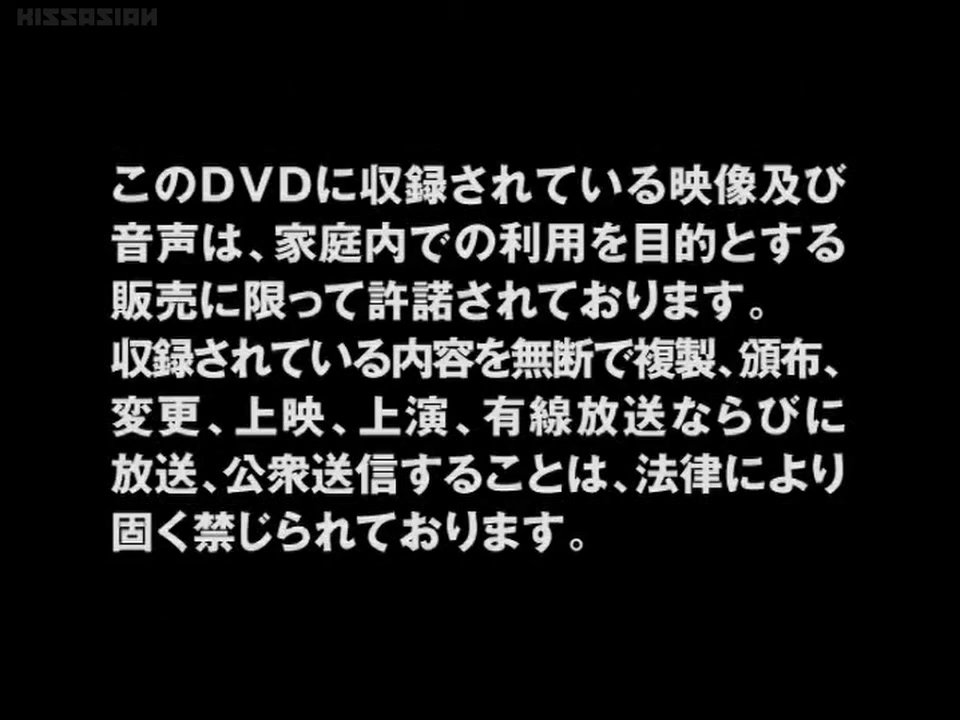 KISSASIAN
このDVDに収録されている映像及び
音声は、家庭内での利用を目的とする
販売に限って許諾されております。
収録されている内容を無断で複製、頒布、
変更、上映、上演、有線放送ならびに
放送、公衆送信することは、法律により
固く禁じられております。